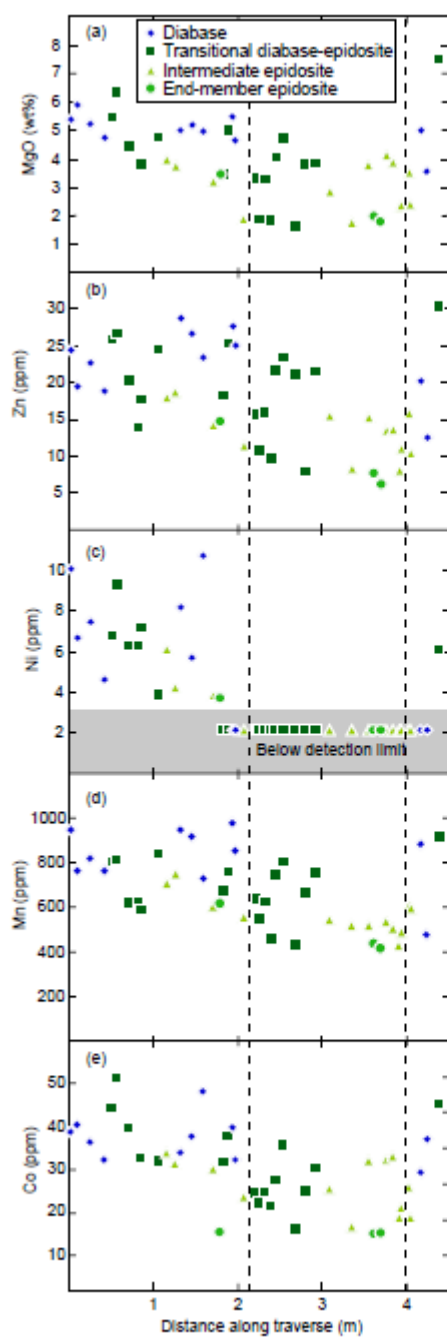 (a)
Diabase
Transitional diabase-epidosite
Intermediate epidosite
End-member epidosite
MgO (wt%)
8
7
6
5
4
3
2
1
(b)
Zn (ppm)
30
25
20
15
10
5
(c)
Ni (ppm)
10
8
6
4
2
Below detection limit
(d)
Mn (ppm)
1000
800
600
400
200
(e)
Co (ppm)
50
40
30
20
10
1 2 3 4
Distance along traverse (m)